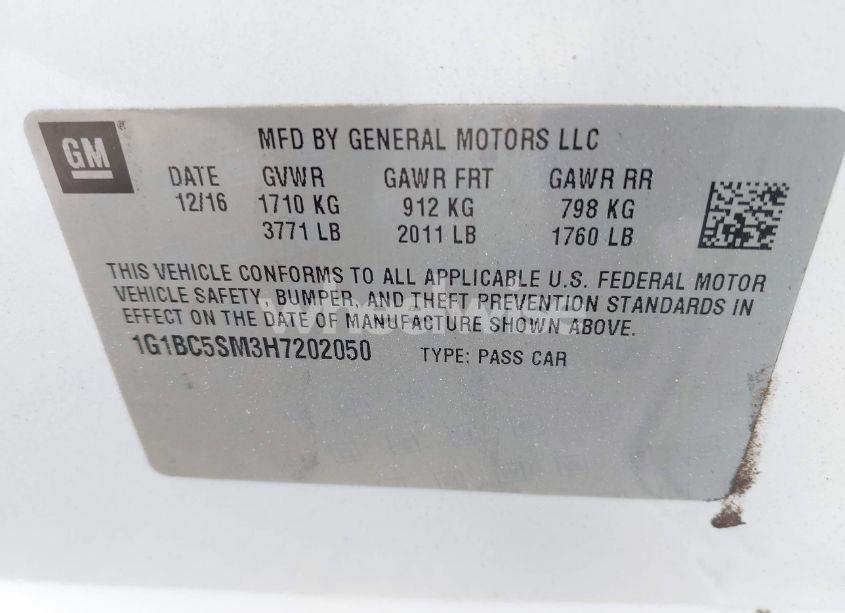 GM
MFD BY GENERAL MOTORS LLC
DATE GVWR GAWR FRT GAWR RR
12/16 1710 KG 912 KG 798 KG
3771 LB 2011 LB 1760 LB
THIS VEHICLE CONFORMS TO ALL APPLICABLE U.S. FEDERAL MOTOR
VEHICLE SAFETY, BUMPER, AND THEFT PREVENTION STANDARDS IN
EFFECT ON THE DATE OF MANUFACTURE SHOWN ABOVE.
wheelwise
1G1BC5SM3H7202050 TYPE: PASS CAR